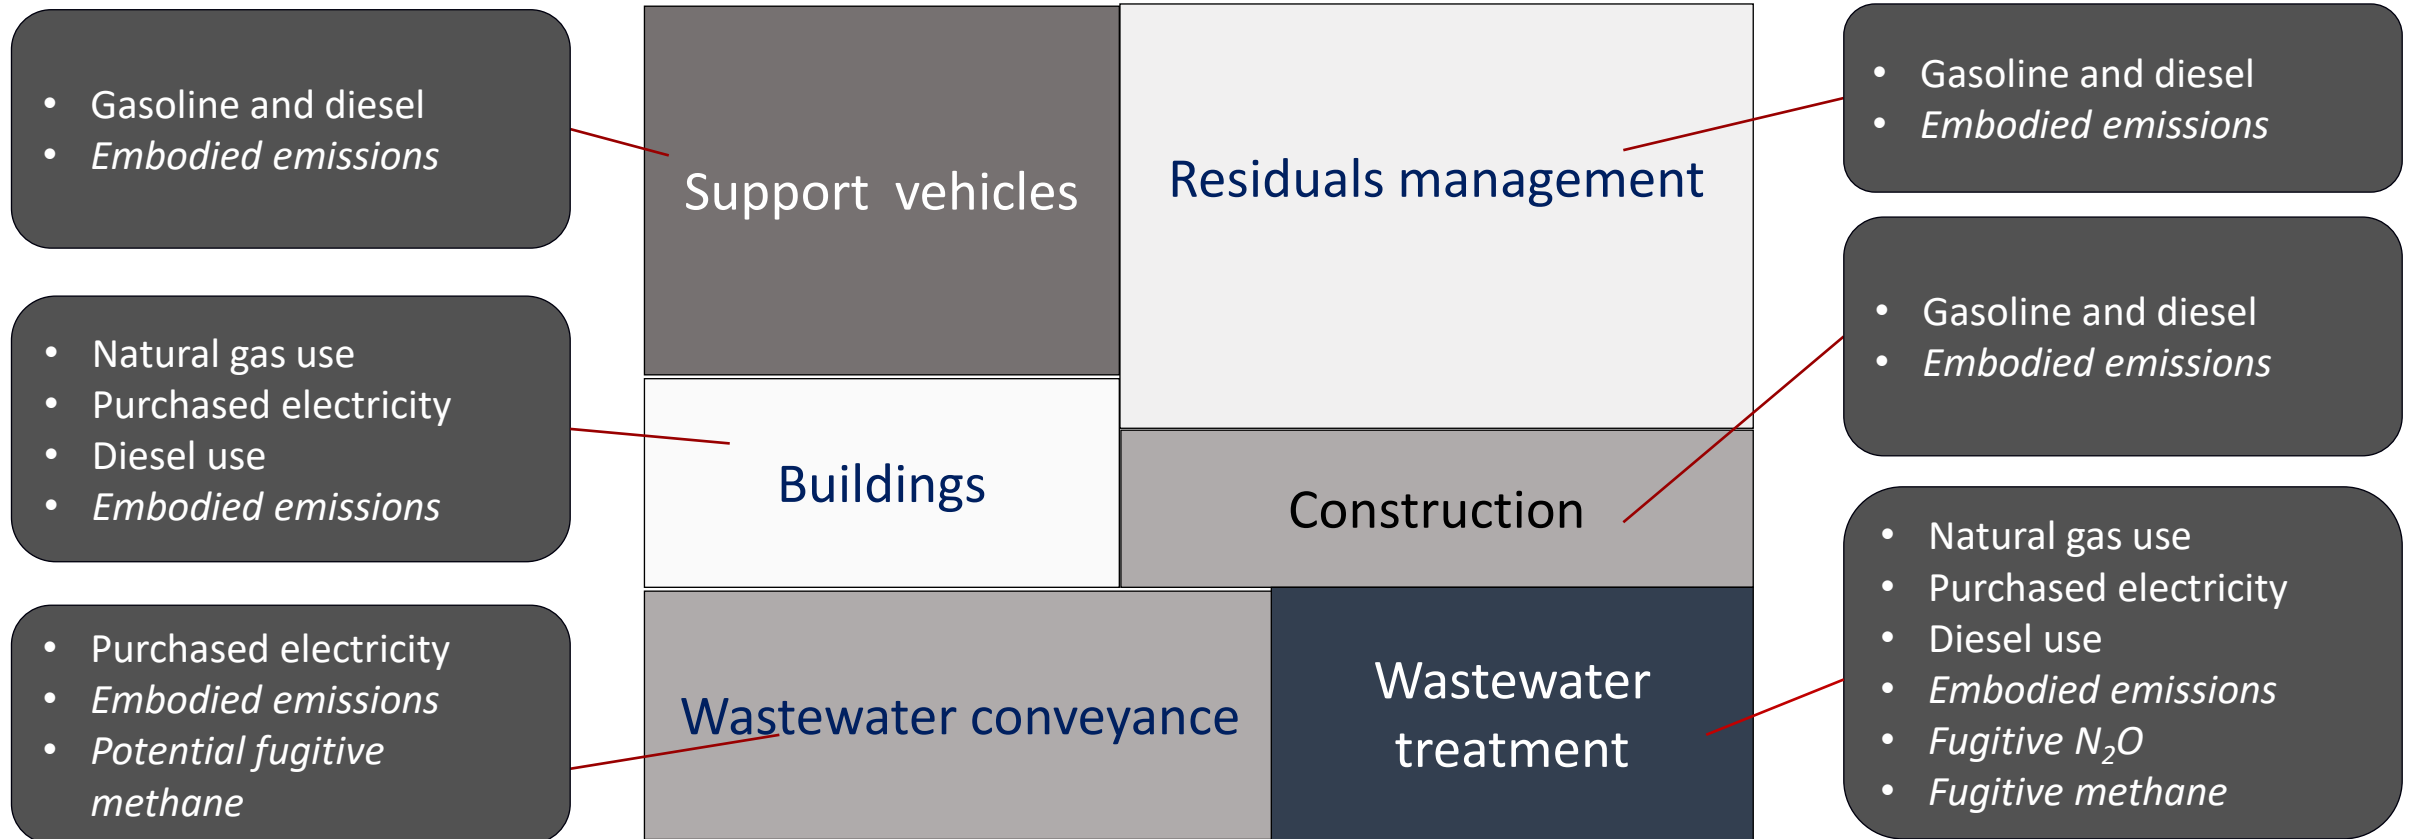 • Gasoline and diesel
• Embodied emissions
• Natural gas use
• Purchased electricity
• Diesel use
• Embodied emissions
• Purchased electricity
• Embodied emissions
• Potential fugitive
methane
Support vehicles
Residuals management
Buildings
Construction
Wastewater conveyance
Wastewater
treatment
• Gasoline and diesel
• Embodied emissions
• Gasoline and diesel
• Embodied emissions
• Natural gas use
• Purchased electricity
• Diesel use
• Embodied emissions
• Fugitive N₂O
• Fugitive methane